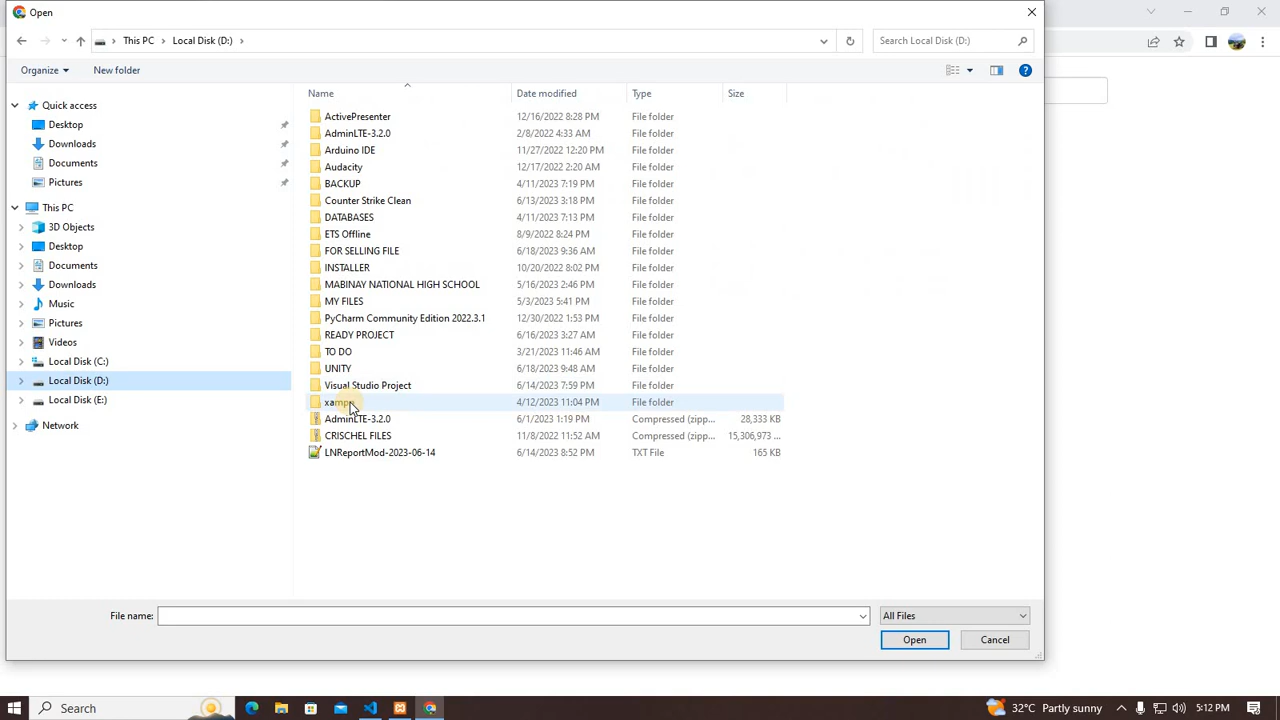 Open
This PC
Local Disk (D:)
Search Local Disk (D:)
Organize
New folder
Name
Date modified
Type
Size
Quick access
Desktop
Downloads
Documents
Pictures
This PC
3D Objects
Desktop
Documents
Downloads
Music
Pictures
Videos
Local Disk (C:)
Local Disk (D:)
Local Disk (E:)
Network
ActivePresenter 12/16/2022 8:28 PM File folder
AdminLTE-3.2.0 2/8/2022 4:33 AM File folder
Arduino IDE 11/27/2022 12:20 PM File folder
Audacity 12/17/2022 2:20 AM File folder
BACKUP 4/11/2023 7:19 PM File folder
Counter Strike Clean 6/13/2023 3:18 PM File folder
DATABASES 4/11/2023 7:13 PM File folder
ETS Offline 8/9/2022 8:24 PM File folder
FOR SELLING FILE 6/18/2023 9:36 AM File folder
INSTALLER 10/20/2022 8:02 PM File folder
MABINAY NATIONAL HIGH SCHOOL 5/16/2023 2:46 PM File folder
MY FILES 5/3/2023 5:41 PM File folder
PyCharm Community Edition 2022.3.1 12/30/2022 1:53 PM File folder
READY PROJECT 6/16/2023 3:27 AM File folder
TO DO 3/21/2023 11:46 AM File folder
UNITY 6/18/2023 9:48 AM File folder
Visual Studio Project 6/14/2023 7:59 PM File folder
xampp 4/12/2023 11:04 PM File folder
AdminLTE-3.2.0 6/1/2023 1:19 PM Compressed (zipp... 28,333 KB
CRISCHEL FILES 11/8/2022 11:52 AM Compressed (zipp... 15,306,973 ...
LNReportMod-2023-06-14 6/14/2023 8:52 PM TXT File 165 KB
File name:
All Files
Open
Cancel
Search
32°C Partly sunny
5:12 PM